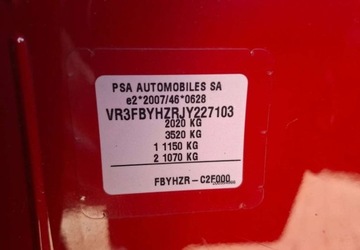 PSA AUTOMOBILES SA
e2*2007/46*0628
VR3FBYHZRJY227103
2020 KG
3520 KG
1 1150 KG
2 1070 KG
FBYHZR-C2F000